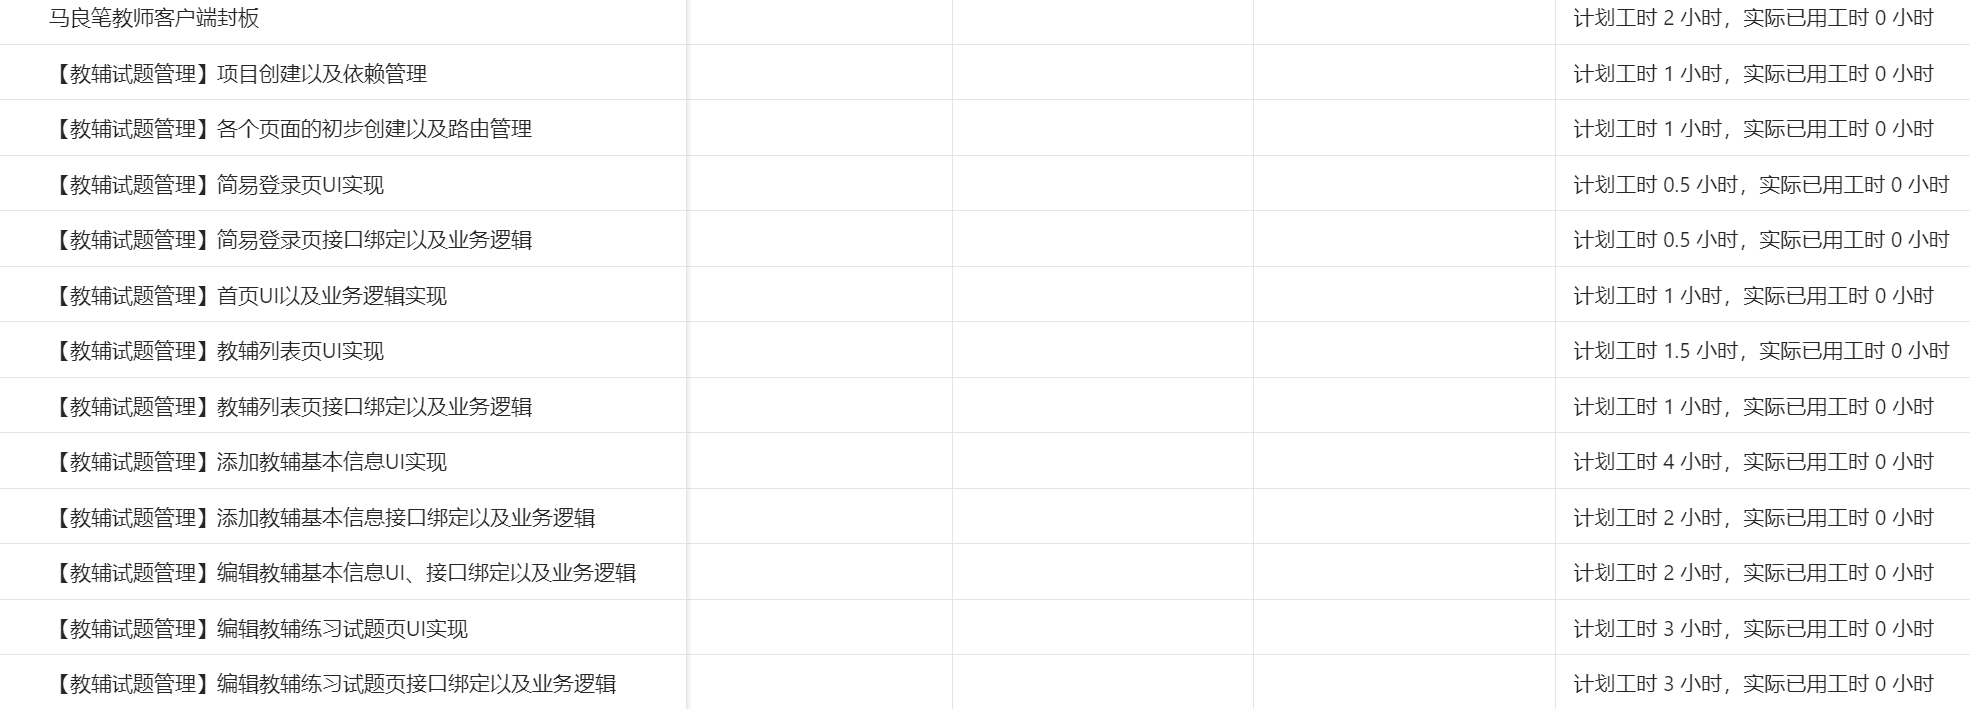 马良笔教师客户端封板 计划工时 2 小时，实际已用工时 0 小时
【教辅试题管理】项目创建以及依赖管理 计划工时 1 小时，实际已用工时 0 小时
【教辅试题管理】各个页面的初步创建以及路由管理 计划工时 1 小时，实际已用工时 0 小时
【教辅试题管理】简易登录页UI实现 计划工时 0.5 小时，实际已用工时 0 小时
【教辅试题管理】简易登录页接口绑定以及业务逻辑 计划工时 0.5 小时，实际已用工时 0 小时
【教辅试题管理】首页UI以及业务逻辑实现 计划工时 1 小时，实际已用工时 0 小时
【教辅试题管理】教辅列表页UI实现 计划工时 1.5 小时，实际已用工时 0 小时
【教辅试题管理】教辅列表页接口绑定以及业务逻辑 计划工时 1 小时，实际已用工时 0 小时
【教辅试题管理】添加教辅基本信息UI实现 计划工时 4 小时，实际已用工时 0 小时
【教辅试题管理】添加教辅基本信息接口绑定以及业务逻辑 计划工时 2 小时，实际已用工时 0 小时
【教辅试题管理】编辑教辅基本信息UI、接口绑定以及业务逻辑 计划工时 2 小时，实际已用工时 0 小时
【教辅试题管理】编辑教辅练习试题页UI实现 计划工时 3 小时，实际已用工时 0 小时
【教辅试题管理】编辑教辅练习试题页接口绑定以及业务逻辑 计划工时 3 小时，实际已用工时 0 小时